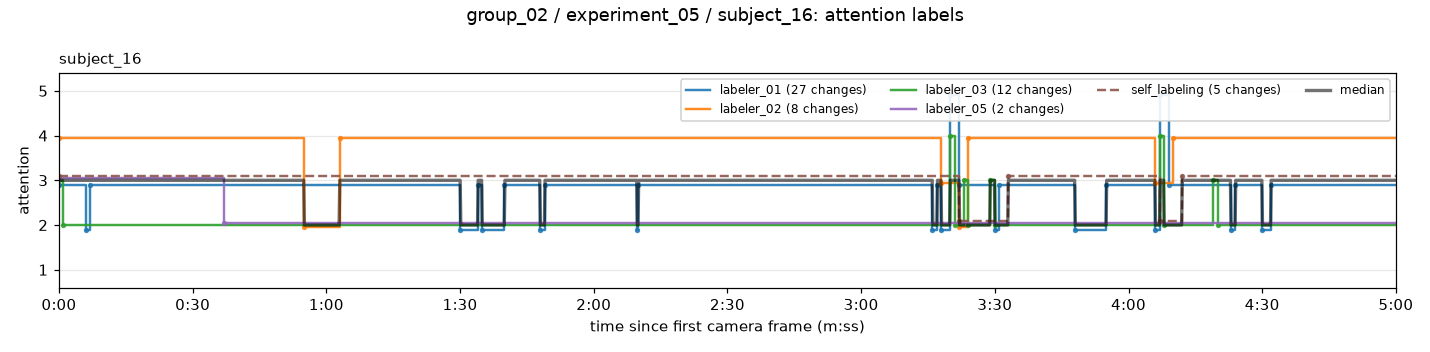 group_02 / experiment_05 / subject_16: attention labels
subject_16
labeler_01 (27 changes)
labeler_02 (8 changes)
labeler_03 (12 changes)
labeler_05 (2 changes)
self_labeling (5 changes)
median
attention
5
4
3
2
1
0:00 0:30 1:00 1:30 2:00 2:30 3:00 3:30 4:00 4:30 5:00
time since first camera frame (m:ss)